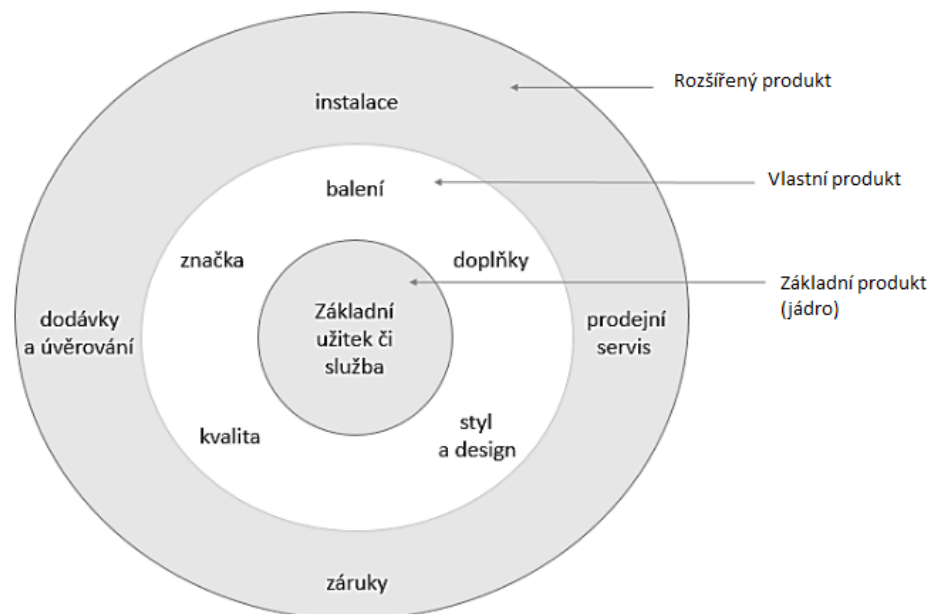 Rozšířený produkt
instalace
Vlastní produkt
balení
značka
doplňky
Základní produkt
(jádro)
Základní
užitek či
služba
dodávky
a úvěrování
prodejní
servis
kvalita
styl
a design
záruky